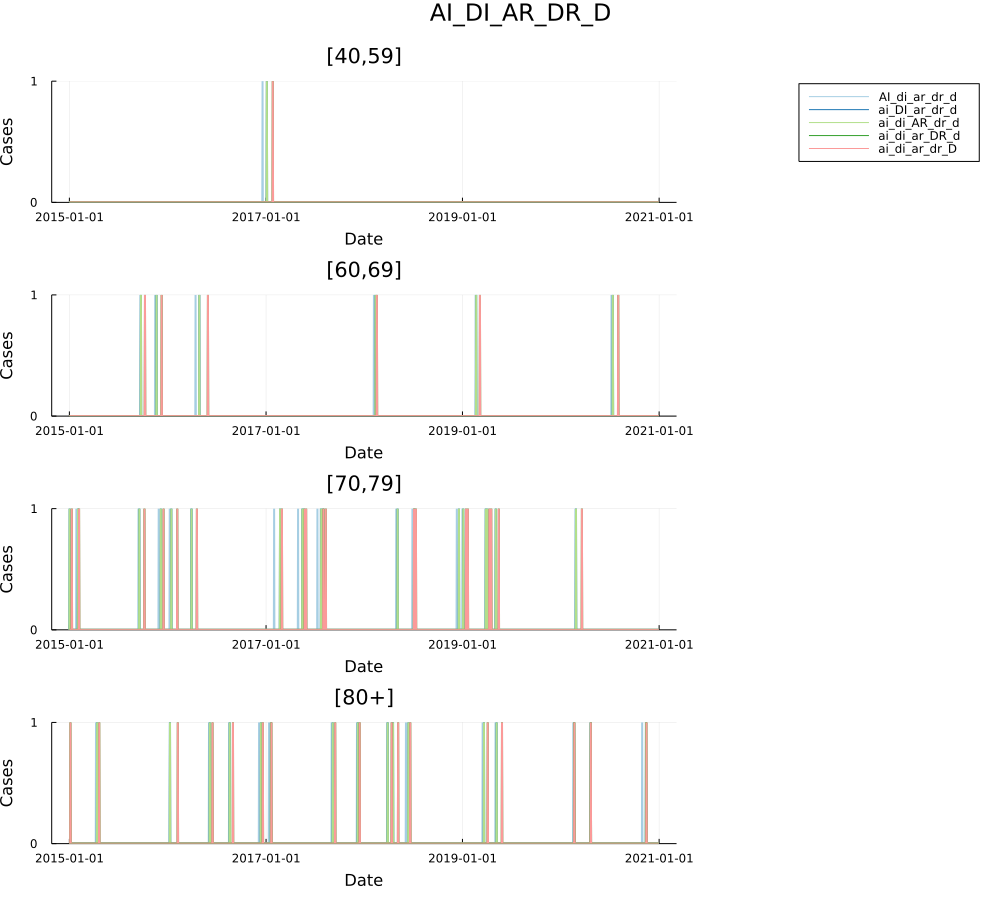 AI_DI_AR_DR_D
[40,59]
1
Cases
0
2015-01-01 2017-01-01 2019-01-01 2021-01-01
Date
AI_di_ar_dr_d
ai_DI_ar_dr_d
ai_di_AR_dr_d
ai_di_ar_DR_d
ai_di_ar_dr_D
[60,69]
1
Cases
0
2015-01-01 2017-01-01 2019-01-01 2021-01-01
Date
[70,79]
1
Cases
0
2015-01-01 2017-01-01 2019-01-01 2021-01-01
Date
[80+]
1
Cases
0
2015-01-01 2017-01-01 2019-01-01 2021-01-01
Date